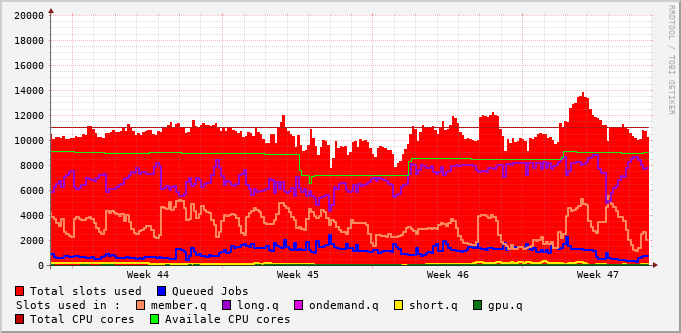 RRDTOOL / TOBI OETIKER
20000
18000
16000
14000
12000
10000
8000
6000
4000
2000
0
Week 44 Week 45 Week 46 Week 47
Total slots used Queued Jobs
Slots used in : member.q long.q ondemand.q short.q gpu.q
Total CPU cores Availale CPU cores